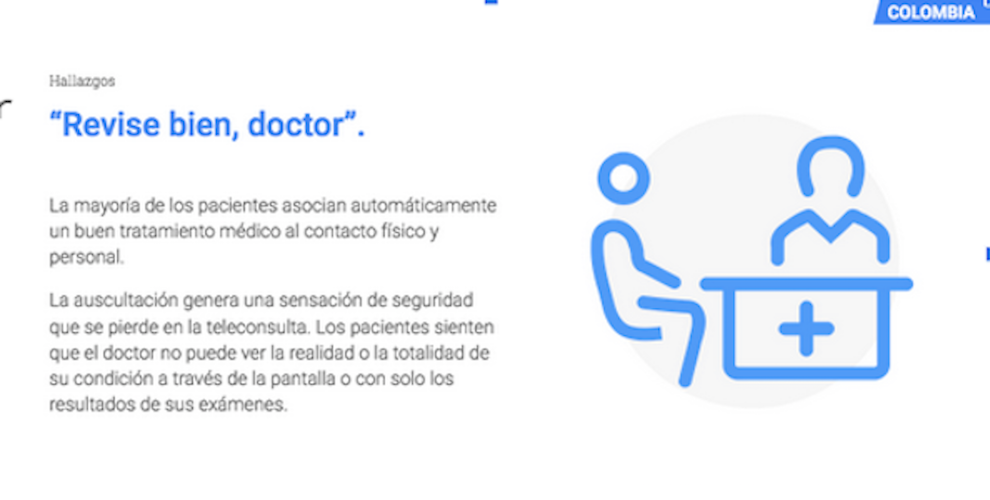 COLOMBIA
Hallazgos
“Revise bien, doctor”.
La mayoría de los pacientes asocian automáticamente
un buen tratamiento médico al contacto físico y
personal.
La auscultación genera una sensación de seguridad
que se pierde en la teleconsulta. Los pacientes sienten
que el doctor no puede ver la realidad o la totalidad de
su condición a través de la pantalla o con solo los
resultados de sus exámenes.